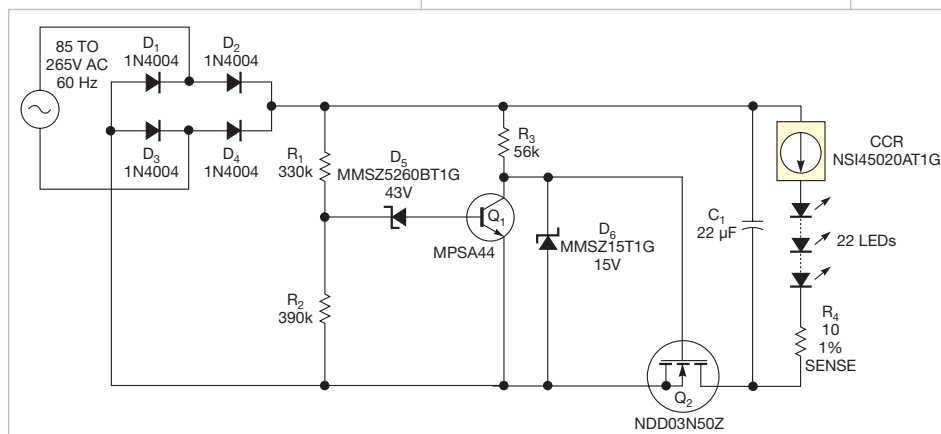 85 TO
265V AC
60 Hz
D1
1N4004
D2
1N4004
D3
1N4004
D4
1N4004
R1
330k
R2
390k
D5
MMSZ5260BT1G
43V
R3
56k
Q1
MPSA44
D6
MMSZ15T1G
15V
Q2
NDD03N50Z
C1
22 µF
CCR
NSI45020AT1G
22 LEDs
R4
10
1%
SENSE